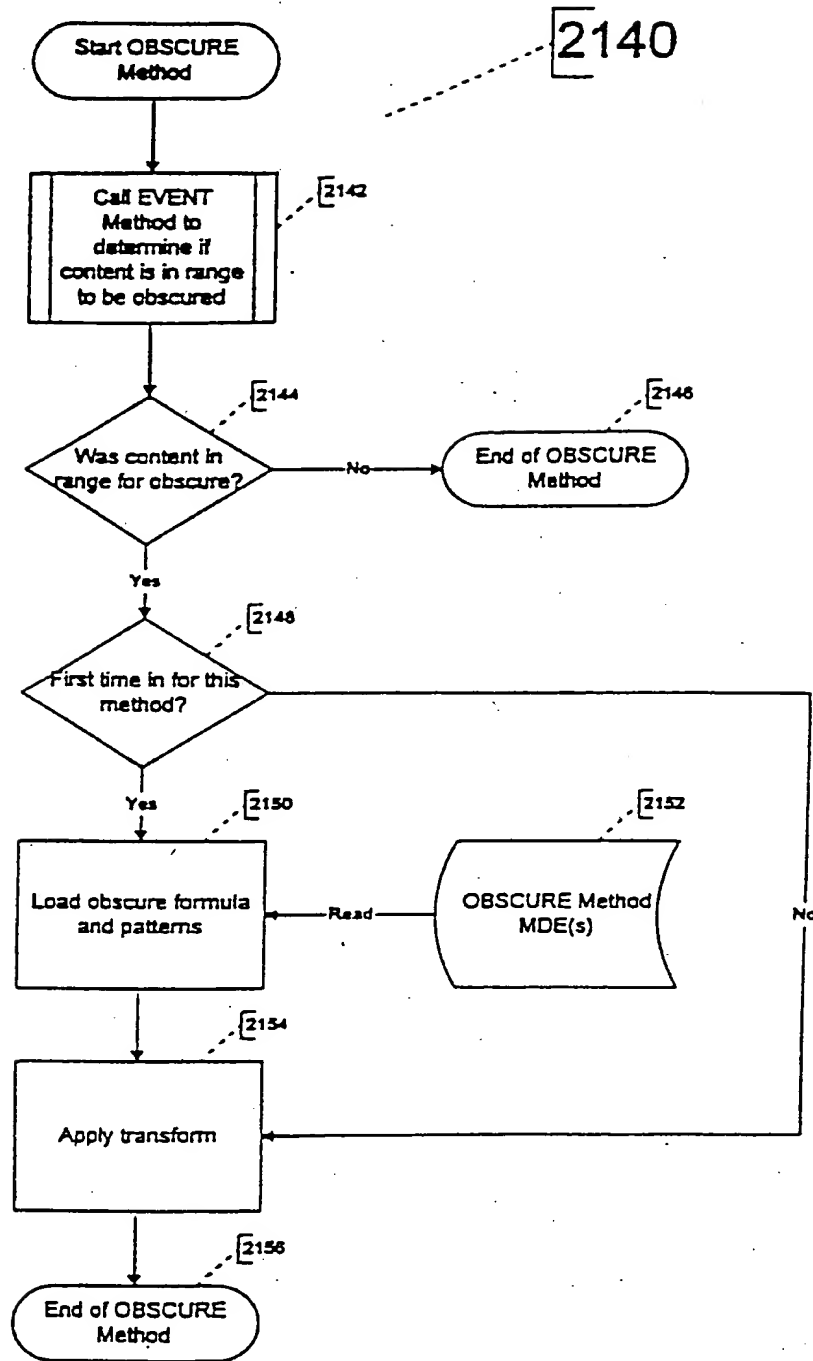 2140
Start OBSCURE
Method
Call EVENT
Method to
determine if
content is in range
to be obscured
2142
2144
Was content in
range for obscure?
No
2146
End of OBSCURE
Method
Yes
2148
First time in for this
method?
Yes
No
2150
Load obscure formula
and patterns
Read
2152
OBSCURE Method
MDE(s)
2154
Apply transform
2156
End of OBSCURE
Method